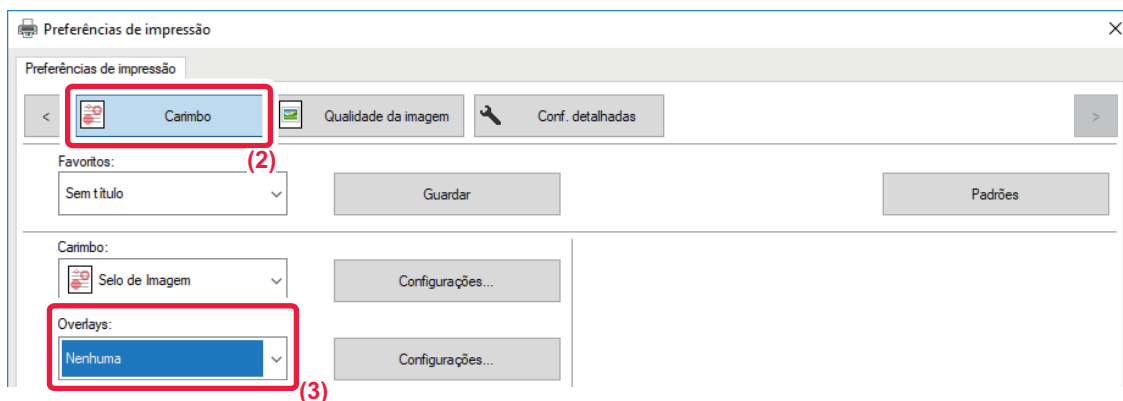 Preferências de impressão
Preferências de impressão
< Carimbo Qualidade da imagem Conf. detalhadas >
(2)
Favoritos:
Sem título Guardar Padrões
Carimbo:
Selo de Imagem Configurações...
Overlays:
Nenhuma Configurações...
(3)